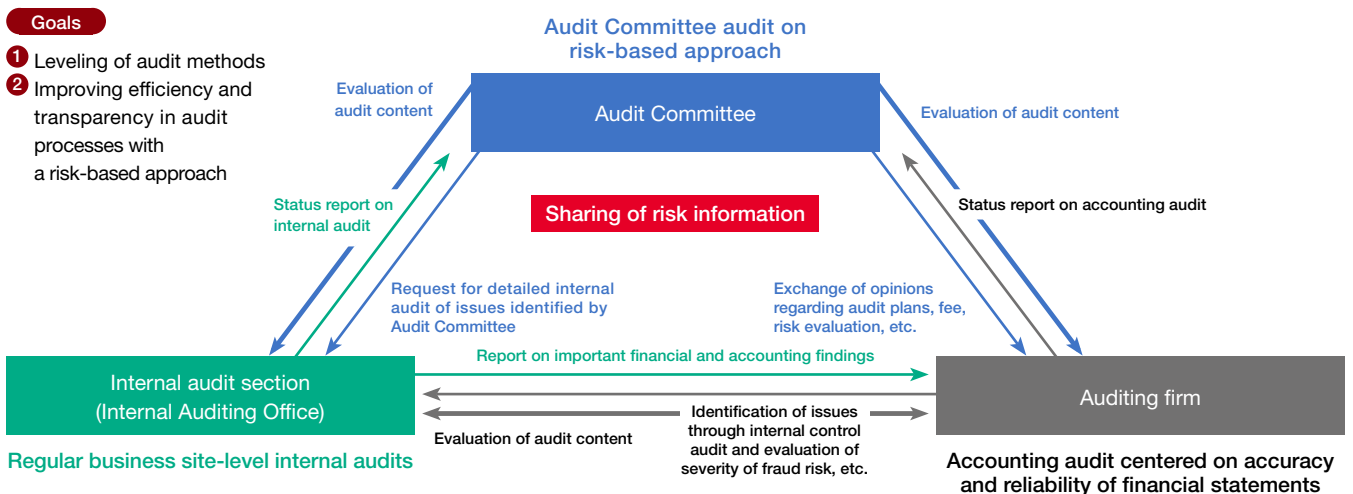 Goals
1 Leveling of audit methods
2 Improving efficiency and
transparency in audit
processes with
a risk-based approach
Audit Committee audit on
risk-based approach
Audit Committee
Evaluation of
audit content
Evaluation of audit content
Status report on
internal audit
Sharing of risk information
Status report on accounting audit
Request for detailed internal
audit of issues identified by
Audit Committee
Exchange of opinions
regarding audit plans, fee,
risk evaluation, etc.
Report on important financial and accounting findings
Internal audit section
(Internal Auditing Office)
Auditing firm
Evaluation of audit content
Identification of issues
through internal control
audit and evaluation of
severity of fraud risk, etc.
Regular business site-level internal audits
Accounting audit centered on accuracy
and reliability of financial statements